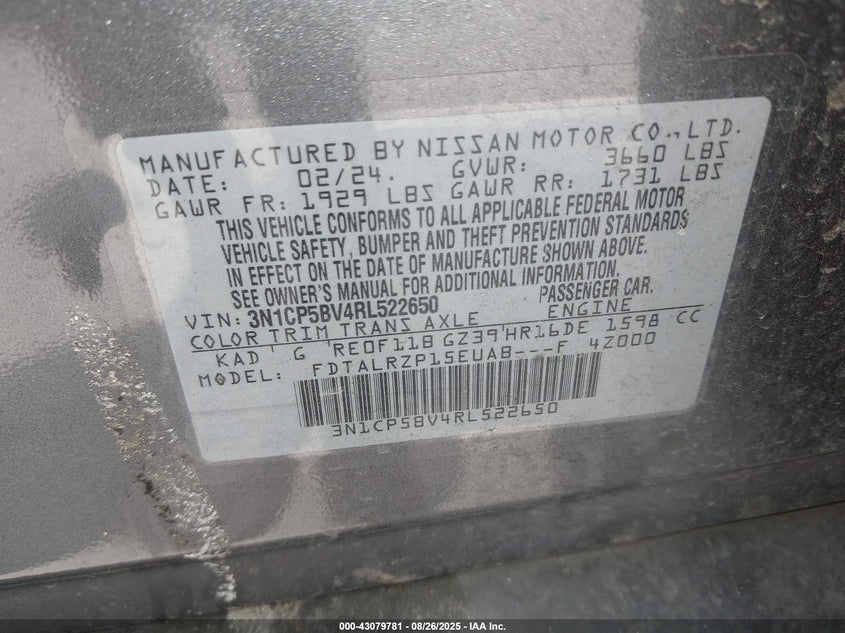 MANUFACTURED BY NISSAN MOTOR CO.,LTD.
DATE: 02/24. GVWR: 3660 LBS
GAWR FR: 1929 LBS GAWR RR: 1731 LBS
THIS VEHICLE CONFORMS TO ALL APPLICABLE FEDERAL MOTOR
VEHICLE SAFETY, BUMPER AND THEFT PREVENTION STANDARDS
IN EFFECT ON THE DATE OF MANUFACTURE SHOWN ABOVE.
SEE OWNER'S MANUAL FOR ADDITIONAL INFORMATION.
VIN: 3N1CP5BV4RL522650 PASSENGER CAR.
COLOR TRIM TRANS AXLE ENGINE
KAD G RE0F11B GZ39 HR16DE 1598 CC
MODEL: FDTALRZP15EUAB---F 4Z000
3N1CP5BV4RL522650
000-43079781 - 08/26/2025 - IAA Inc.